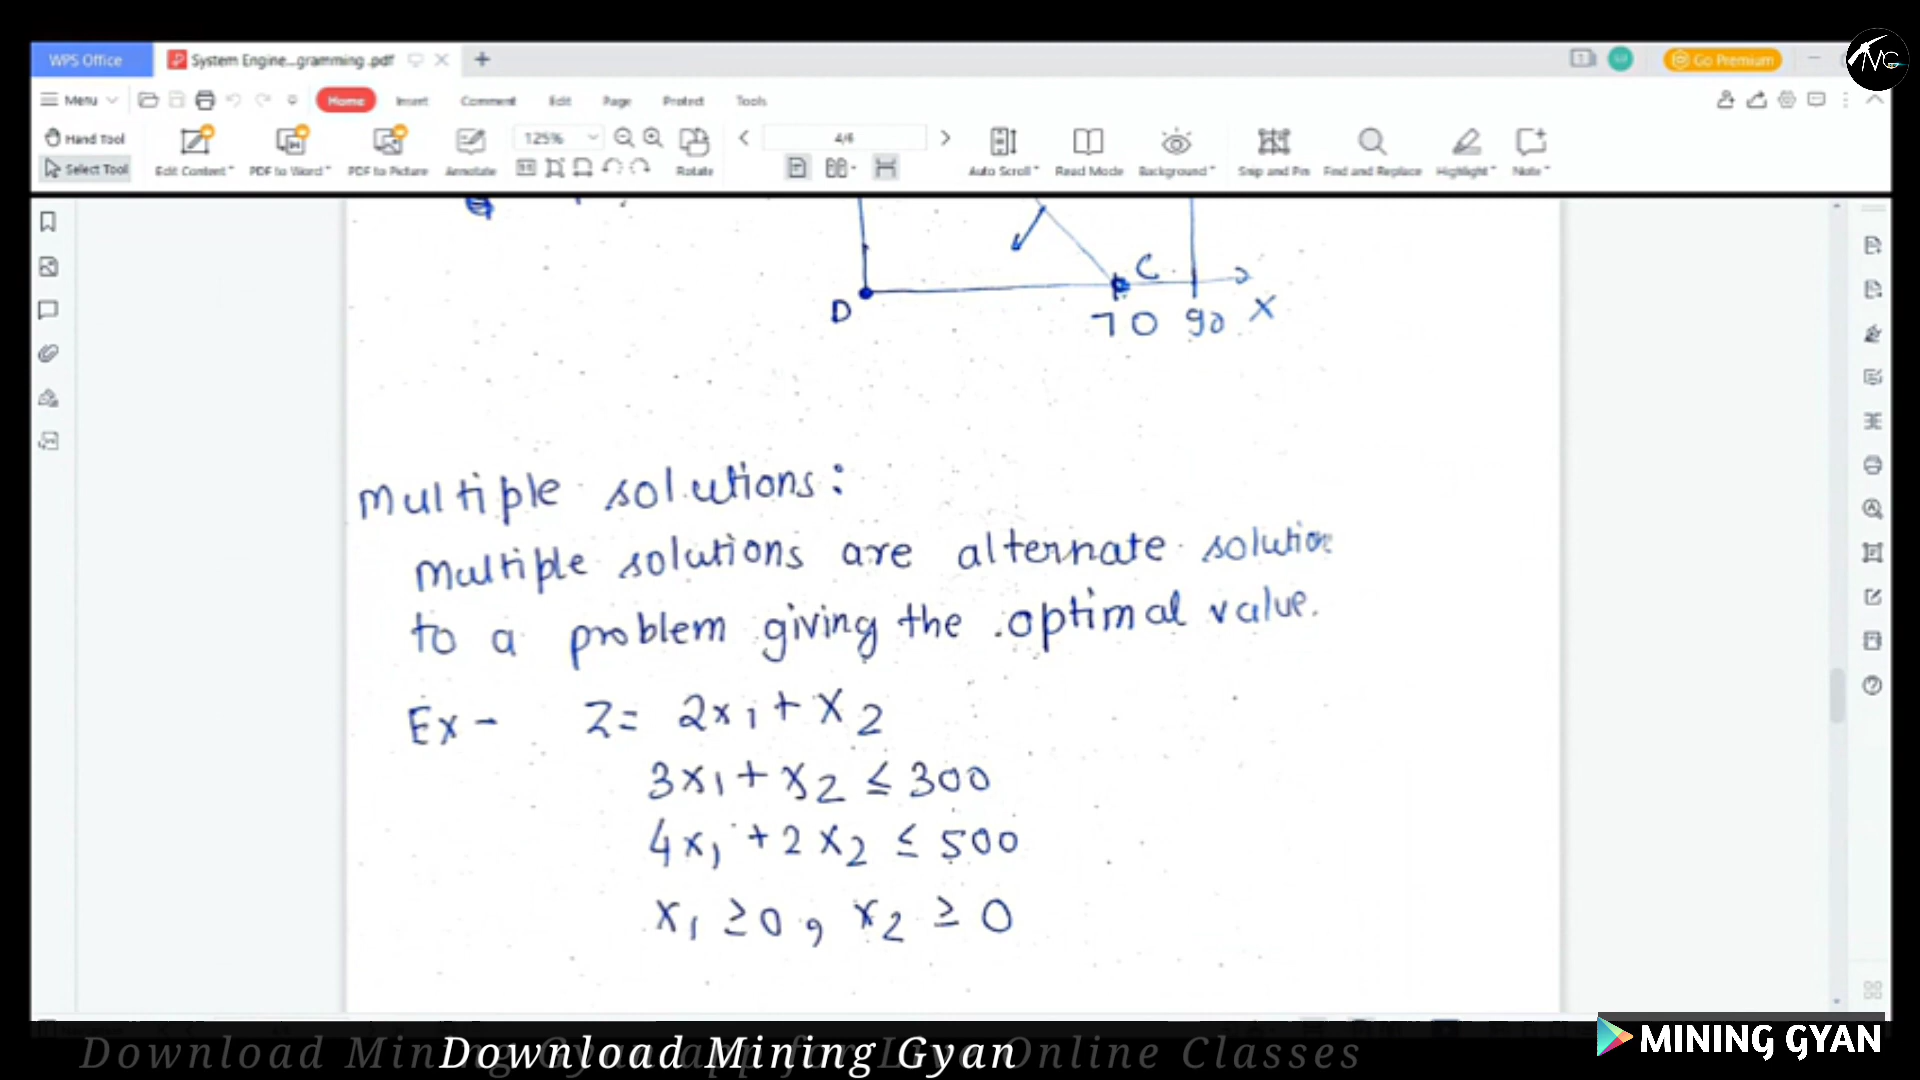 WPS Office
System Engine...gramming .pdf
Go Premium
Menu
Home
Insert
Comment
Edit
Page
Protect
Tools
Hand Tool
Select Tool
Edit Content
PDF to Word
PDF to Picture
Annotate
125%
Rotate
4/6
Auto Scroll
Read Mode
Background
Snip and Pin
Find and Replace
Highlight
Note
C
D
70 90 X
Multiple solutions:
Multiple solutions are alternate solution
to a problem giving the optimal value.
Ex - Z = 2x1 + x2
3x1 + x2 ≤ 300
4x1 + 2x2 ≤ 500
x1 ≥ 0, x2 ≥ 0
Download Mining Gyan app for Live Online Classes
Download Mining Gyan
MINING GYAN